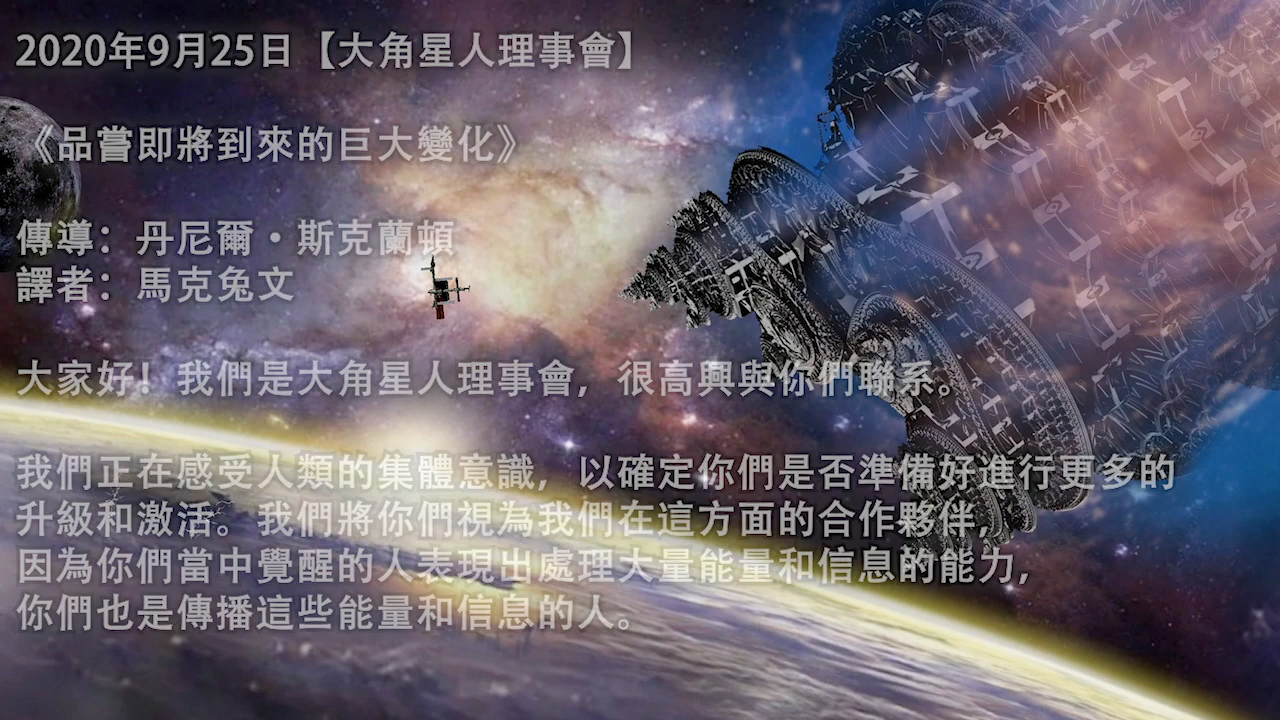 2020年9月25日【大角星人理事會】
《品嘗即將到來的巨大變化》
傳導：丹尼爾・斯克蘭頓
譯者：馬克兔文
大家好！我們是大角星人理事會，很高興與你們聯系。
我們正在感受人類的集體意識，以確定你們是否準備好進行更多的
升級和激活。我們將你們視為我們在這方面的合作夥伴，
因為你們當中覺醒的人表現出處理大量能量和信息的能力，
你們也是傳播這些能量和信息的人。